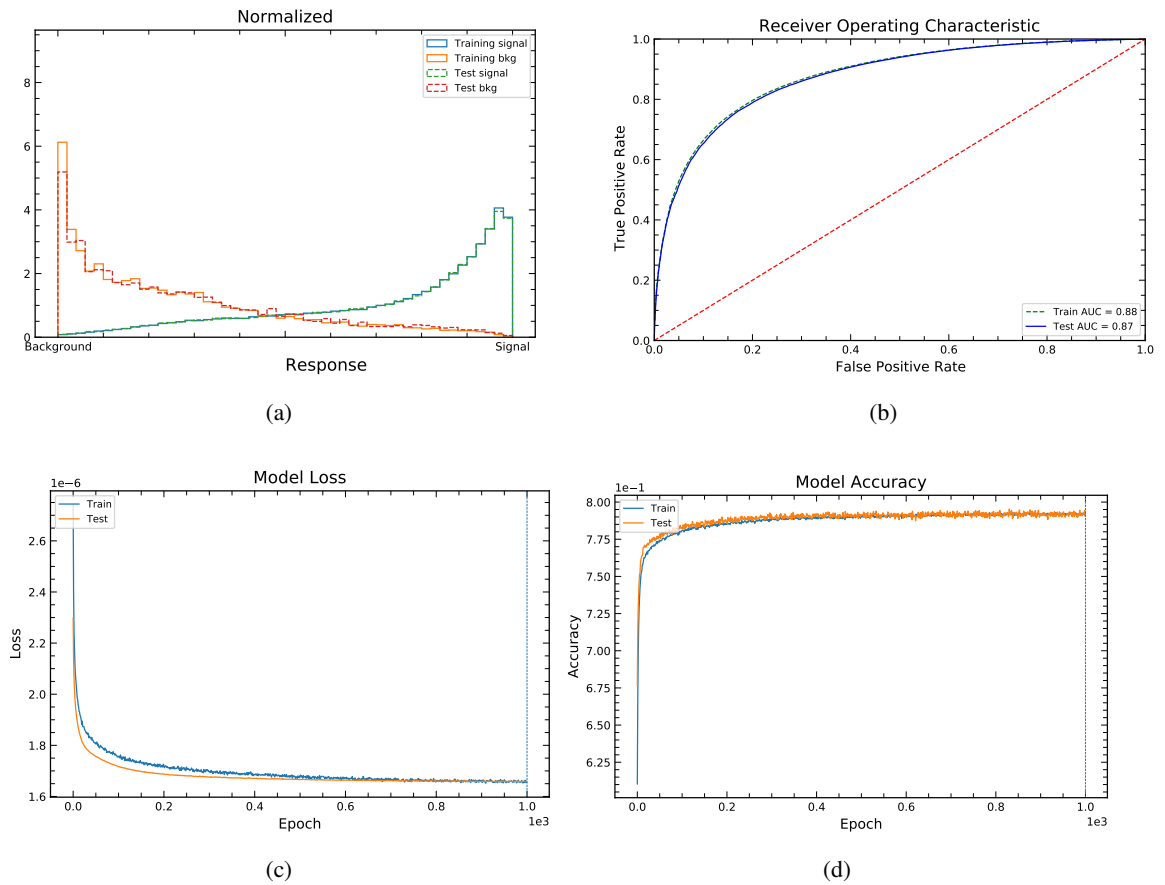 Normalized
Training signal
Training bkg
Test signal
Test bkg
8
6
4
2
0
Background
Signal
Response
(a)
Receiver Operating Characteristic
1.0
0.8
0.6
0.4
0.2
0.0
True Positive Rate
Train AUC = 0.88
Test AUC = 0.87
0.0 0.2 0.4 0.6 0.8 1.0
False Positive Rate
(b)
Model Loss
1e−6
Train
Test
2.6
2.4
2.2
2.0
1.8
1.6
Loss
0.0 0.2 0.4 0.6 0.8 1.0
1e3
Epoch
(c)
Model Accuracy
1e−1
Train
Test
8.00
7.75
7.50
7.25
7.00
6.75
6.50
6.25
Accuracy
0.0 0.2 0.4 0.6 0.8 1.0
1e3
Epoch
(d)